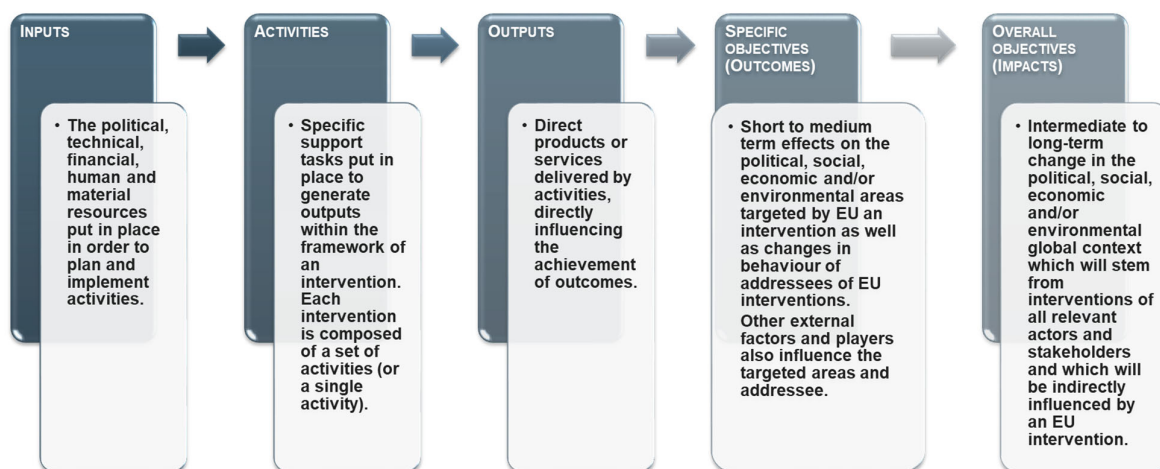 INPUTS
• The political,
technical,
financial,
human and
material
resources
put in place
in order to
plan and
implement
activities.
ACTIVITIES
• Specific
support
tasks put in
place to
generate
outputs
within the
framework of
an
intervention.
Each
intervention
is composed
of a set of
activities (or
a single
activity).
OUTPUTS
• Direct
products or
services
delivered by
activities,
directly
influencing
the
achievement
of outcomes.
SPECIFIC
OBJECTIVES
(OUTCOMES)
• Short to medium
term effects on the
political, social,
economic and/or
environmental areas
targeted by EU an
intervention as well
as changes in
behaviour of
addressees of EU
interventions.
Other external
factors and players
also influence the
targeted areas and
addressee.
OVERALL
OBJECTIVES
(IMPACTS)
• Intermediate to
long-term
change in the
political, social,
economic
and/or
environmental
global context
which will stem
from
interventions of
all relevant
actors and
stakeholders
and which will
be indirectly
influenced by
an EU
intervention.